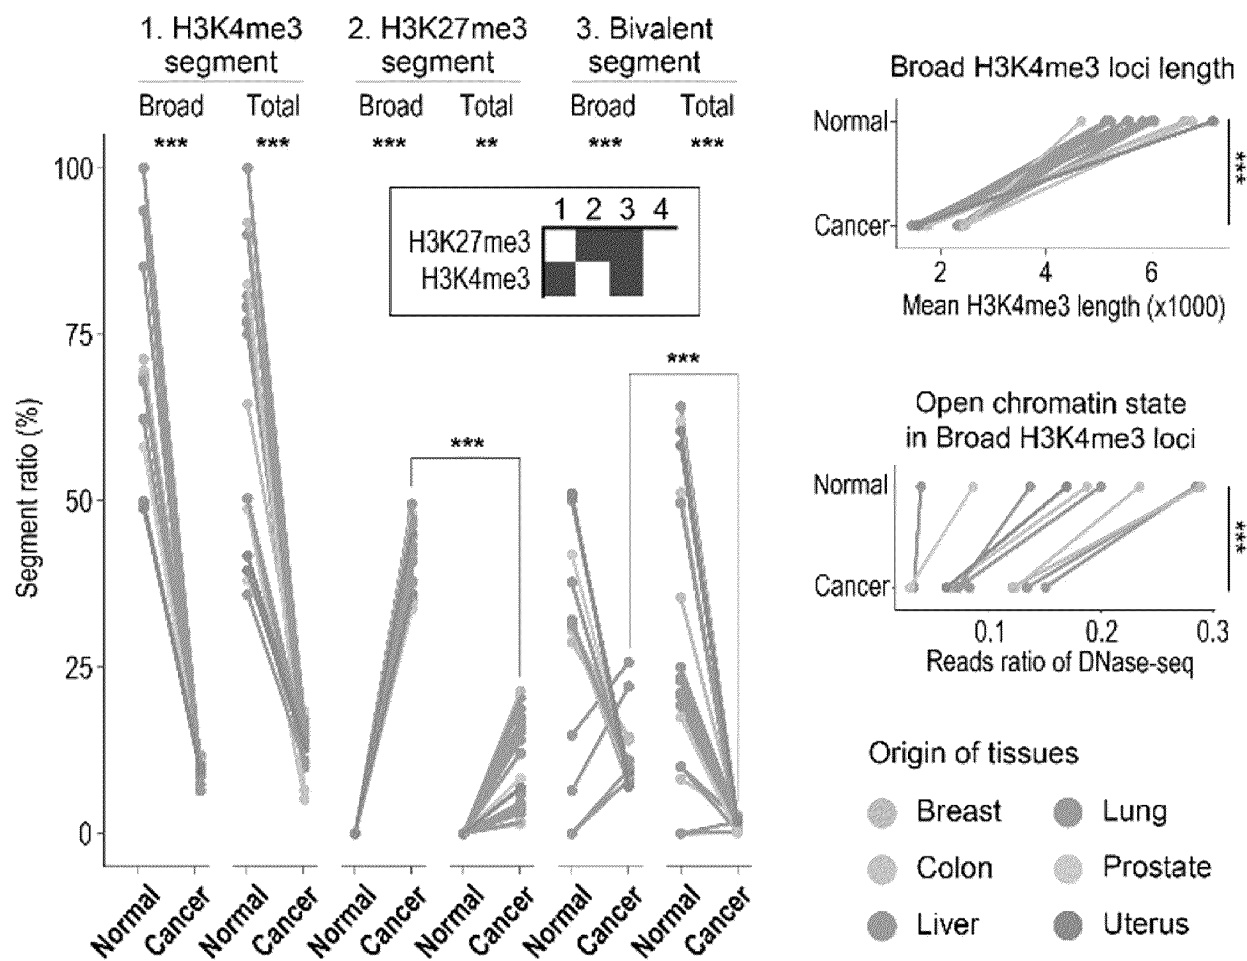 1. H3K4me3
segment
2. H3K27me3
segment
3. Bivalent
segment
Broad Total Broad Total Broad Total
*** *** *** ** *** ***
Segment ratio (%)
100
75
50
25
0
1 2 3 4
H3K27me3
H3K4me3
***
***
Normal Cancer Normal Cancer Normal Cancer Normal Cancer Normal Cancer Normal Cancer
Broad H3K4me3 loci length
Normal
Cancer
***
2 4 6
Mean H3K4me3 length (x1000)
Open chromatin state
in Broad H3K4me3 loci
Normal
Cancer
***
0.1 0.2 0.3
Reads ratio of DNase-seq
Origin of tissues
Breast Lung
Colon Prostate
Liver Uterus